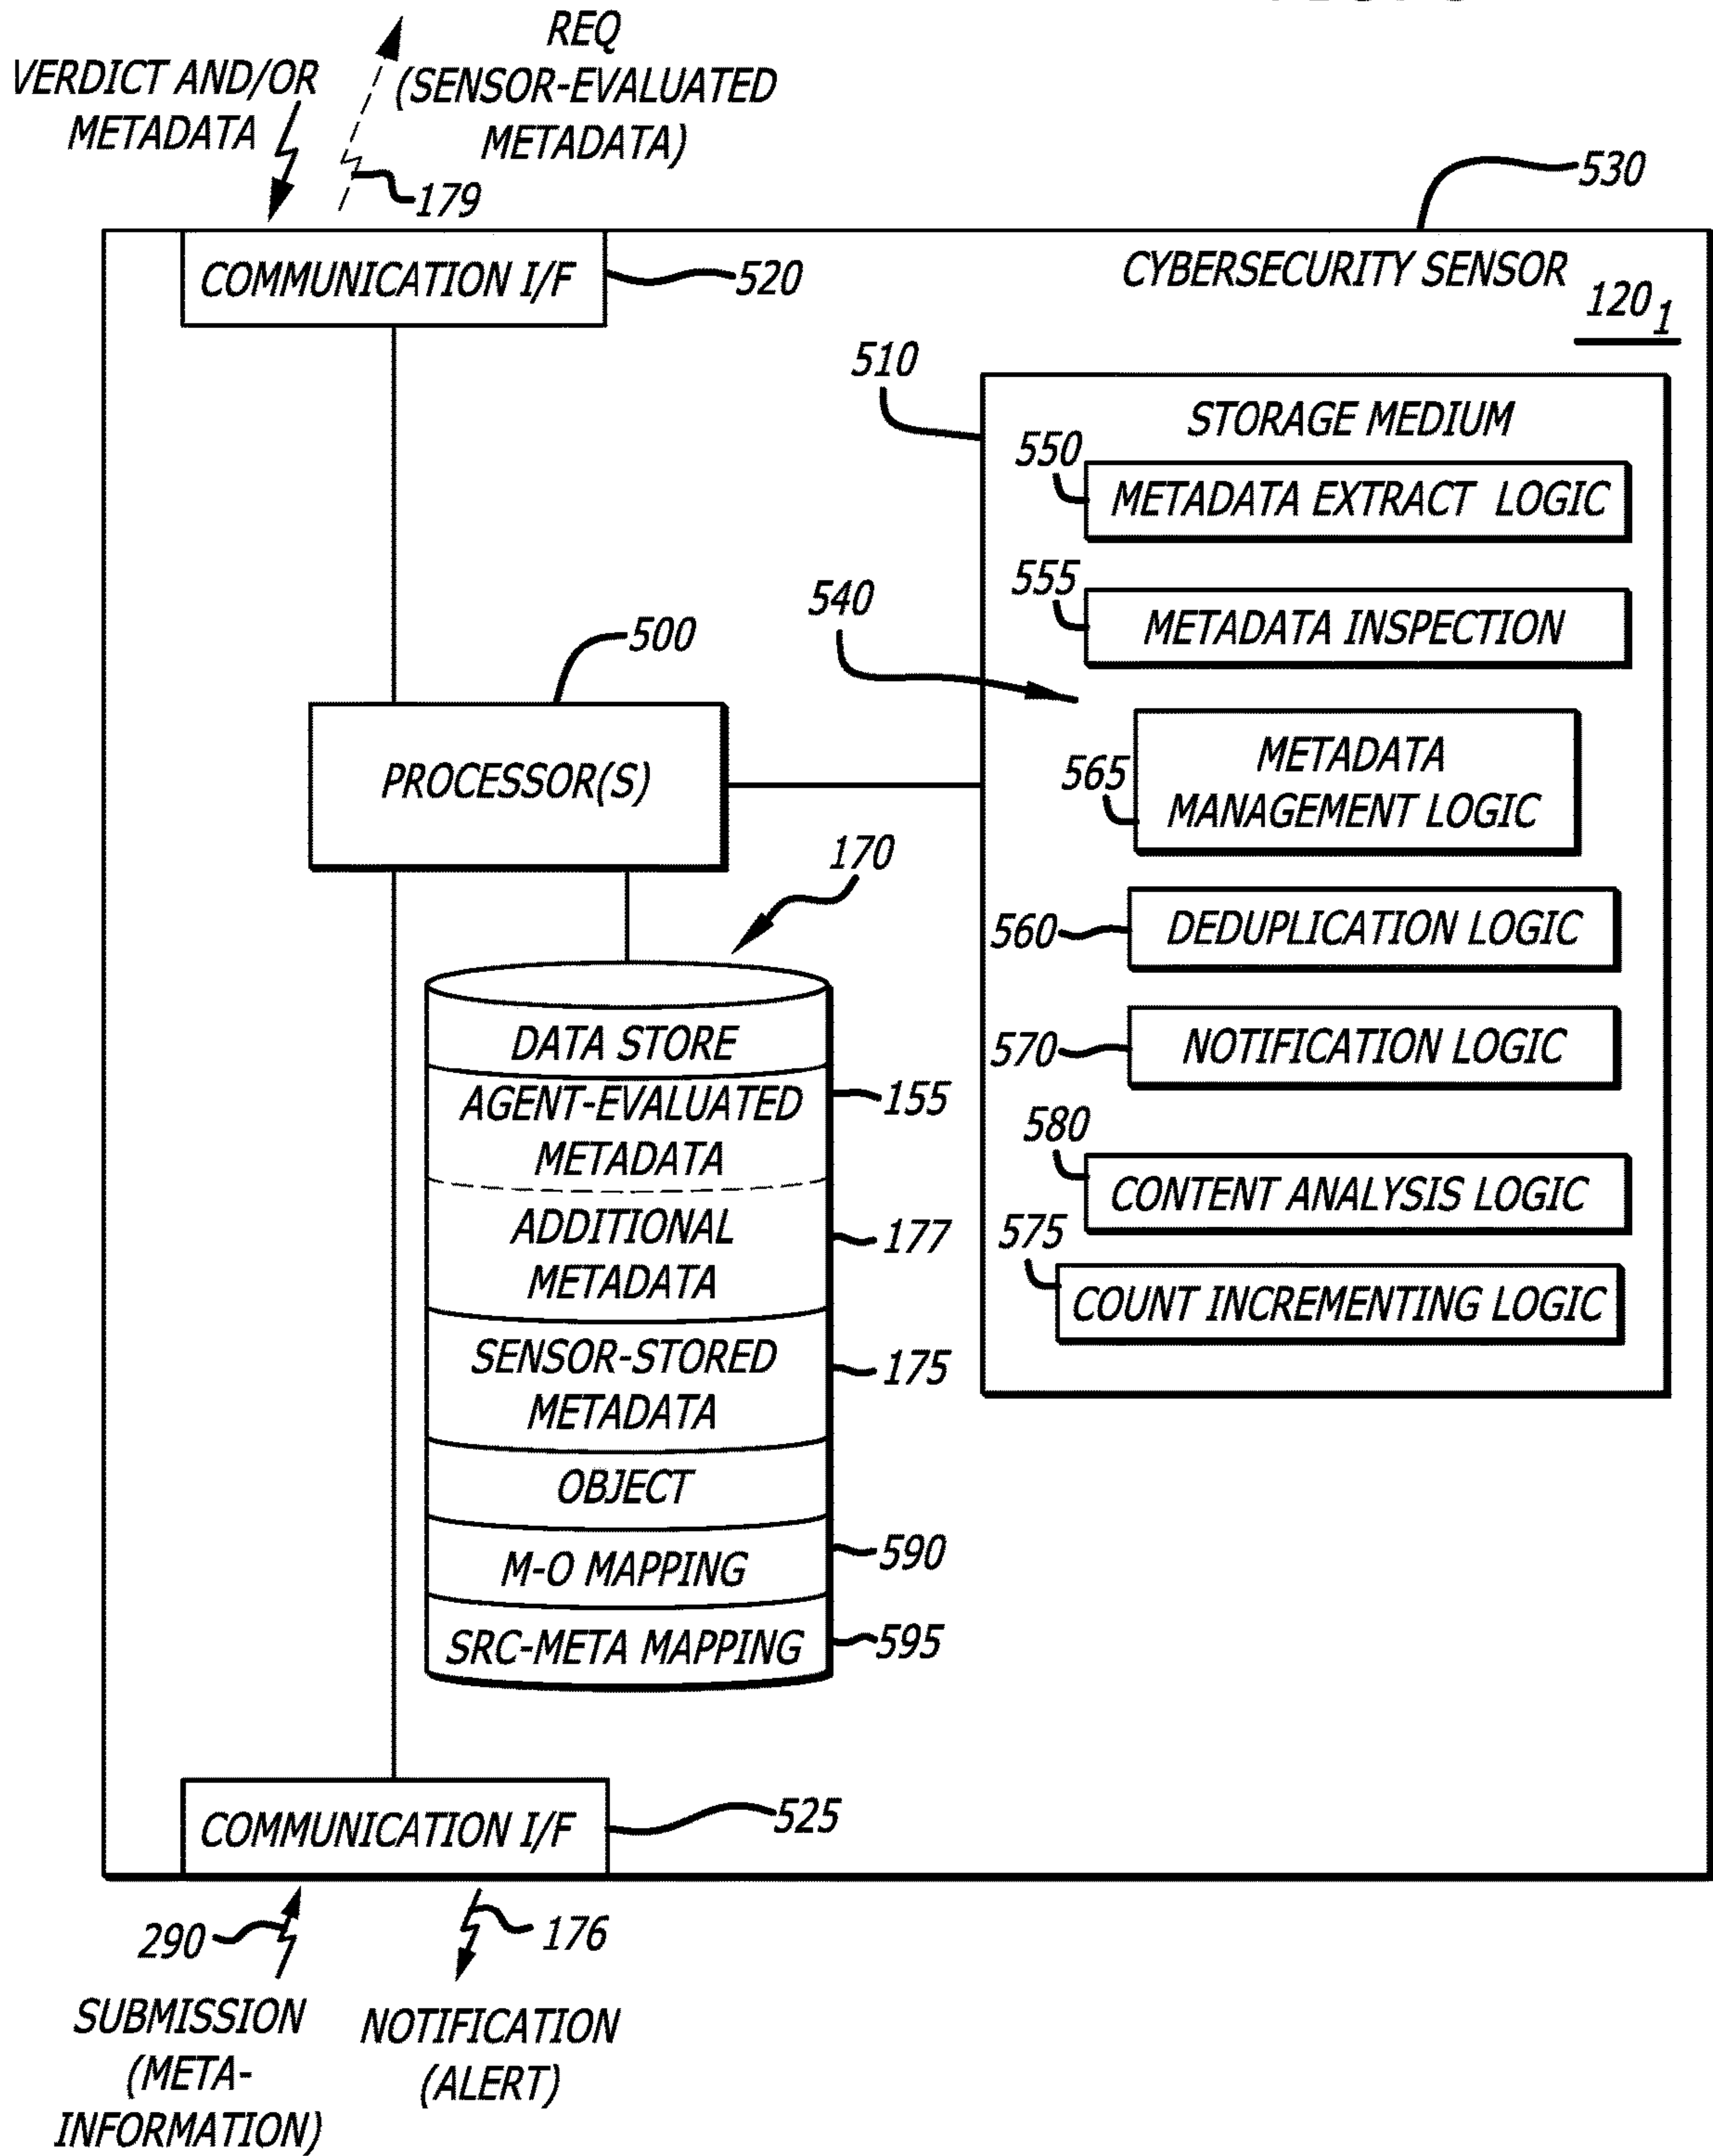 REQ
(SENSOR-EVALUATED
METADATA)
VERDICT AND/OR
METADATA
179
530
COMMUNICATION I/F
520
CYBERSECURITY SENSOR
120 1
510
STORAGE MEDIUM
550
METADATA EXTRACT LOGIC
555
METADATA INSPECTION
540
500
PROCESSOR(S)
METADATA
MANAGEMENT LOGIC
565
170
560
DEDUPLICATION LOGIC
570
NOTIFICATION LOGIC
580
CONTENT ANALYSIS LOGIC
575
COUNT INCREMENTING LOGIC
DATA STORE
AGENT-EVALUATED
METADATA
155
ADDITIONAL
METADATA
177
SENSOR-STORED
METADATA
175
OBJECT
M-O MAPPING
590
SRC-META MAPPING
595
COMMUNICATION I/F
525
290
176
SUBMISSION
(META-
INFORMATION)
NOTIFICATION
(ALERT)